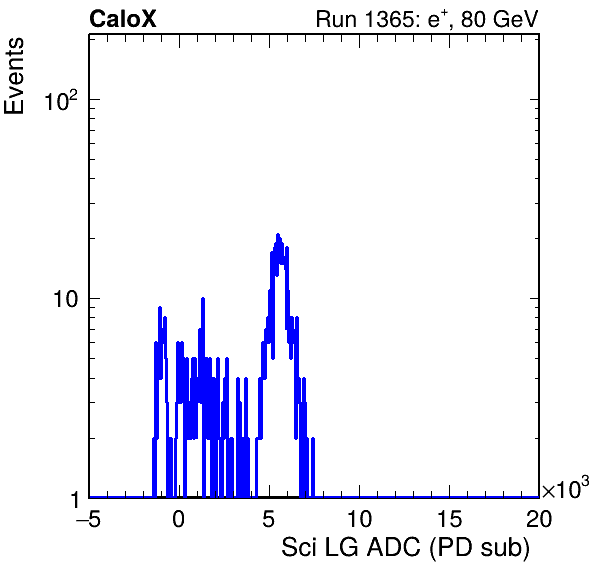 CaloX Run 1365: e⁺, 80 GeV
Events
10²
10
1
−5 0 5 10 15 20
×10³
Sci LG ADC (PD sub)